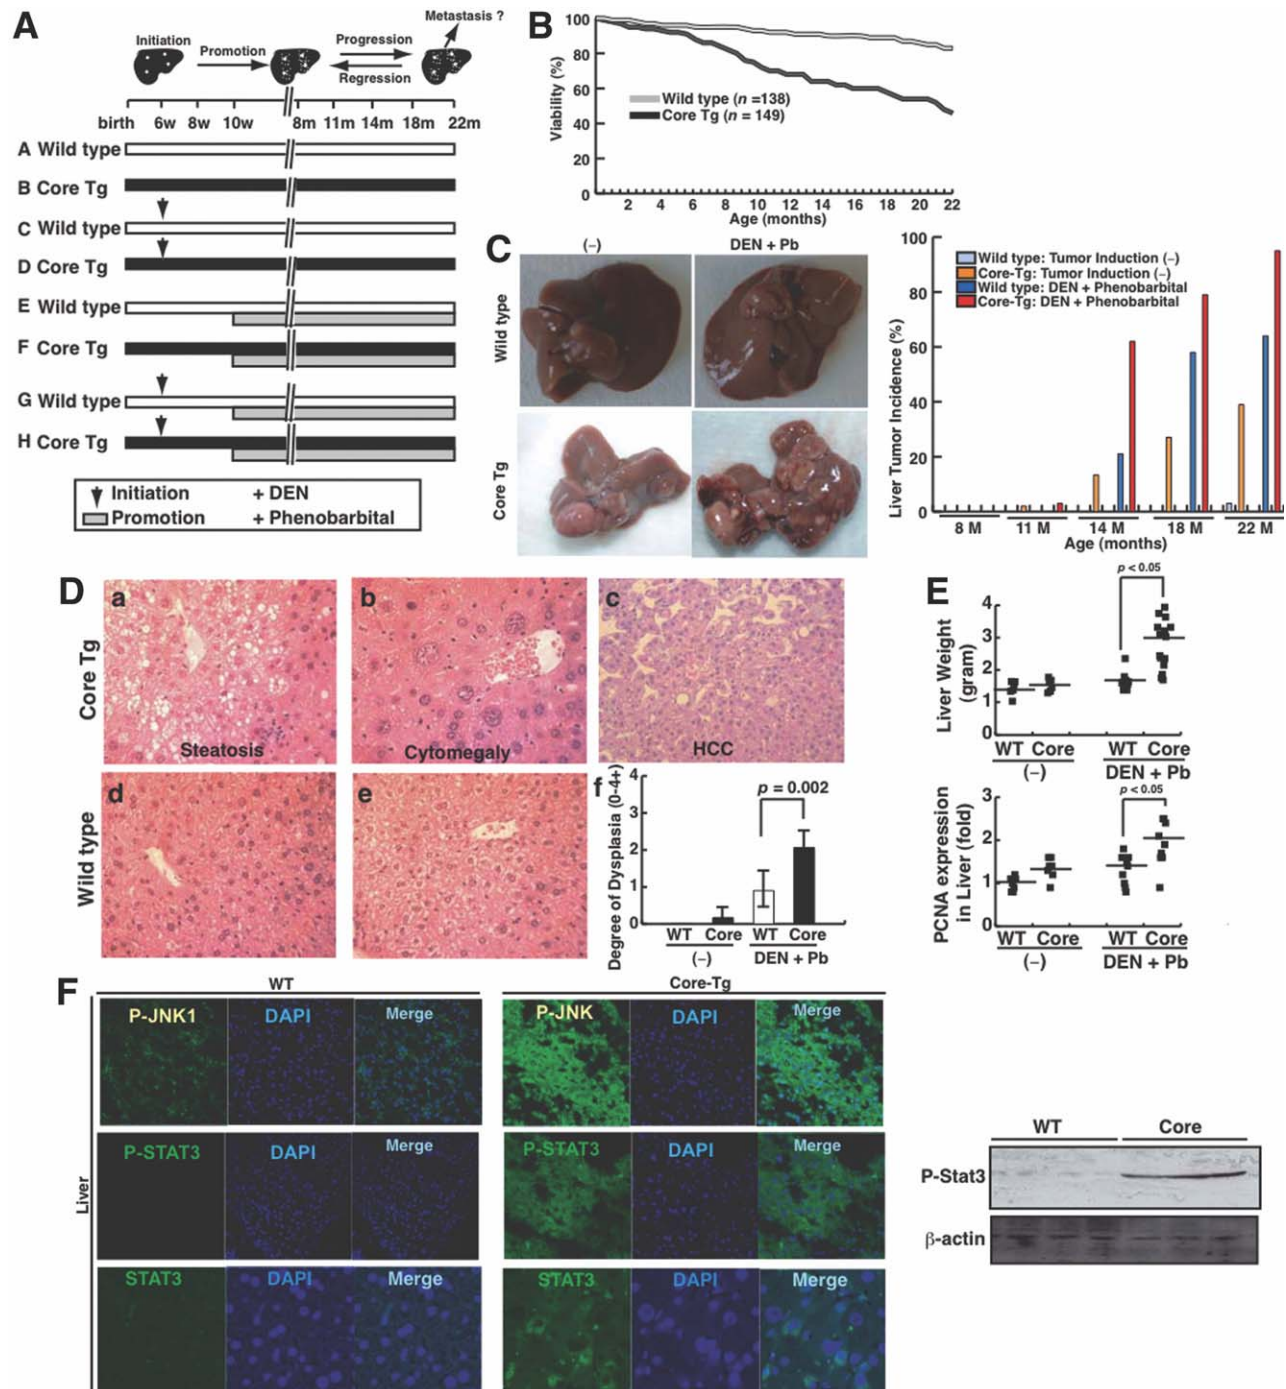 A
Initiation
Promotion
Progression
Regression
Metastasis ?
birth 6w 8w 10w 8m 11m 14m 18m 22m
A Wild type
B Core Tg
C Wild type
D Core Tg
E Wild type
F Core Tg
G Wild type
H Core Tg
Initiation + DEN
Promotion + Phenobarbital
B
Viability (%)
100
80
60
40
20
0
Wild type (n =138)
Core Tg (n = 149)
2 4 6 8 10 12 14 16 18 20 22
Age (months)
C
(–) DEN + Pb
Wild type
Core Tg
Liver Tumor Incidence (%)
100
80
60
40
20
0
Wild type: Tumor Induction (–)
Core-Tg: Tumor Induction (–)
Wild type: DEN + Phenobarbital
Core-Tg: DEN + Phenobarbital
8 M 11 M 14 M 18 M 22 M
Age (months)
D
Core Tg
a
Steatosis
b
Cytomegaly
c
HCC
Wild type
d
e
f
Degree of Dysplasia (0-4+)
4
3
2
1
0
p = 0.002
WT Core WT Core
(–) DEN + Pb
E
Liver Weight
(gram)
4
3
2
1
0
p < 0.05
WT Core WT Core
(–) DEN + Pb
PCNA expression
in Liver (fold)
3
2
1
0
p < 0.05
WT Core WT Core
(–) DEN + Pb
F
WT Core-Tg
Liver
P-JNK1 DAPI Merge P-JNK DAPI Merge
P-STAT3 DAPI Merge P-STAT3 DAPI Merge
STAT3 DAPI Merge STAT3 DAPI Merge
WT Core
P-Stat3
β-actin